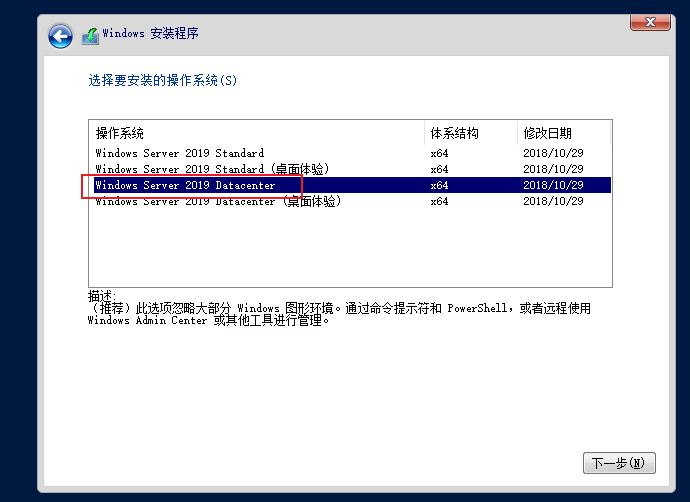 Windows 安装程序
选择要安装的操作系统(S)
操作系统 体系结构 修改日期
Windows Server 2019 Standard x64 2018/10/29
Windows Server 2019 Standard (桌面体验) x64 2018/10/29
Windows Server 2019 Datacenter x64 2018/10/29
Windows Server 2019 Datacenter (桌面体验) x64 2018/10/29
描述:
(推荐)此选项忽略大部分 Windows 图形环境。通过命令提示符和 PowerShell，或者远程使用
Windows Admin Center 或其他工具进行管理。
下一步(N)